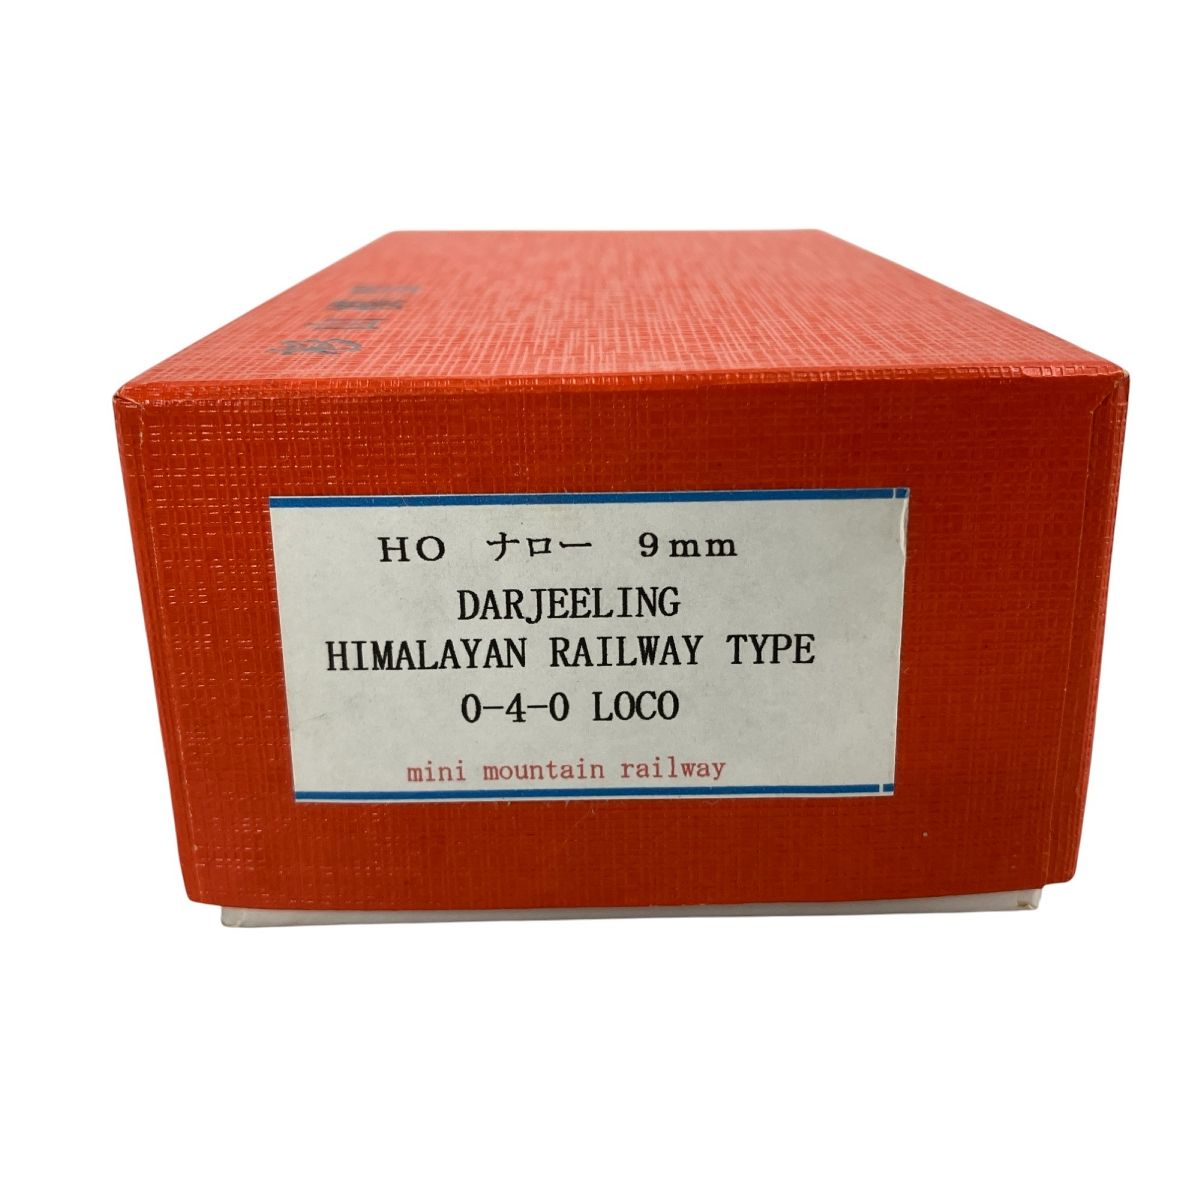 HO ナロー 9mm
DARJEELING
HIMALAYAN RAILWAY TYPE
0-4-0 LOCO
mini mountain railway